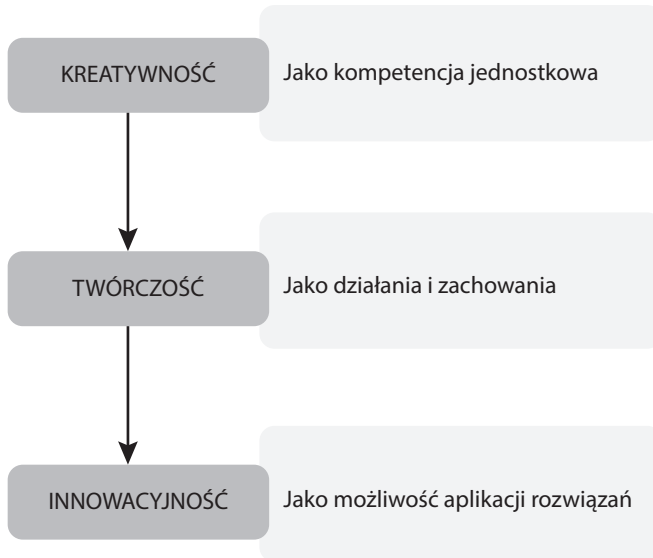 KREATYWNOŚĆ
Jako kompetencja jednostkowa
TWÓRCZOŚĆ
Jako działania i zachowania
INNOWACYJNOŚĆ
Jako możliwość aplikacji rozwiązań